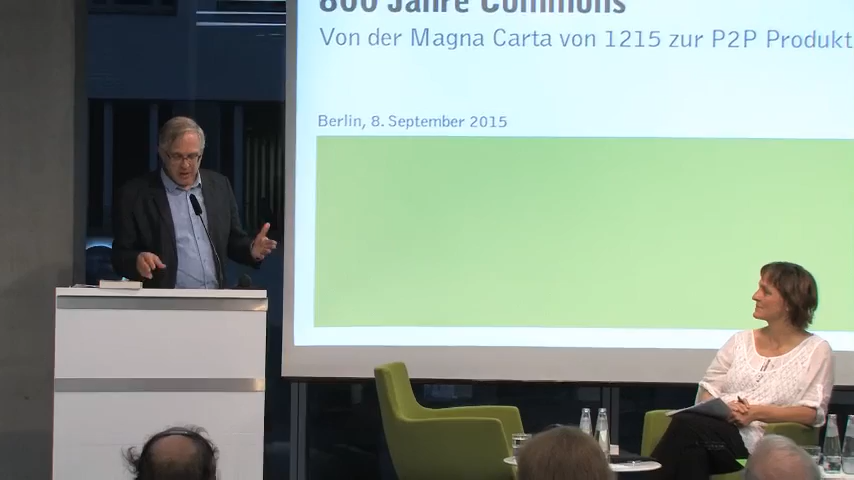 800 Jahre Commons
Von der Magna Carta von 1215 zur P2P Produkt
Berlin, 8. September 2015